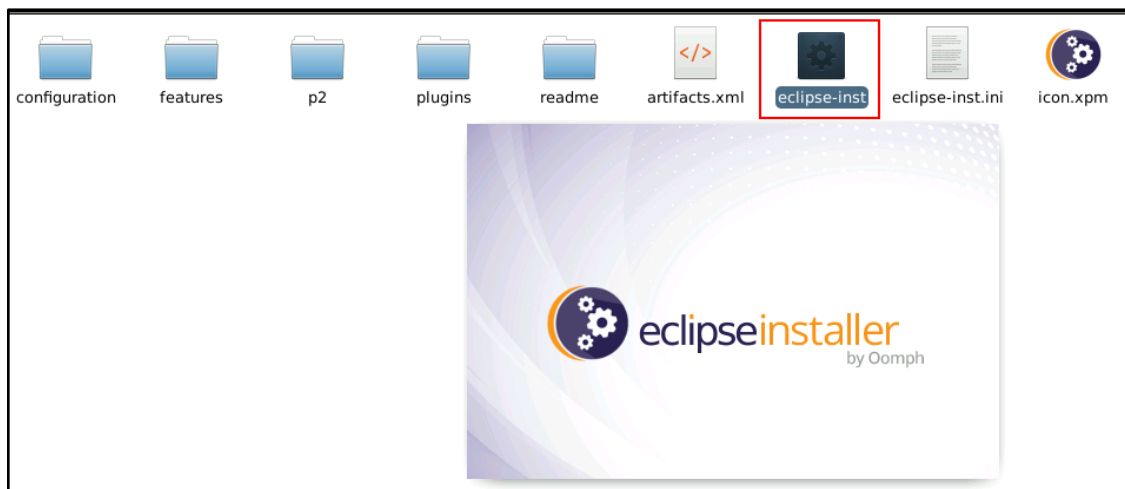 configuration features p2 plugins readme artifacts.xml eclipse-inst eclipse-inst.ini icon.xpm
</>
eclipseinstaller
by Oomph